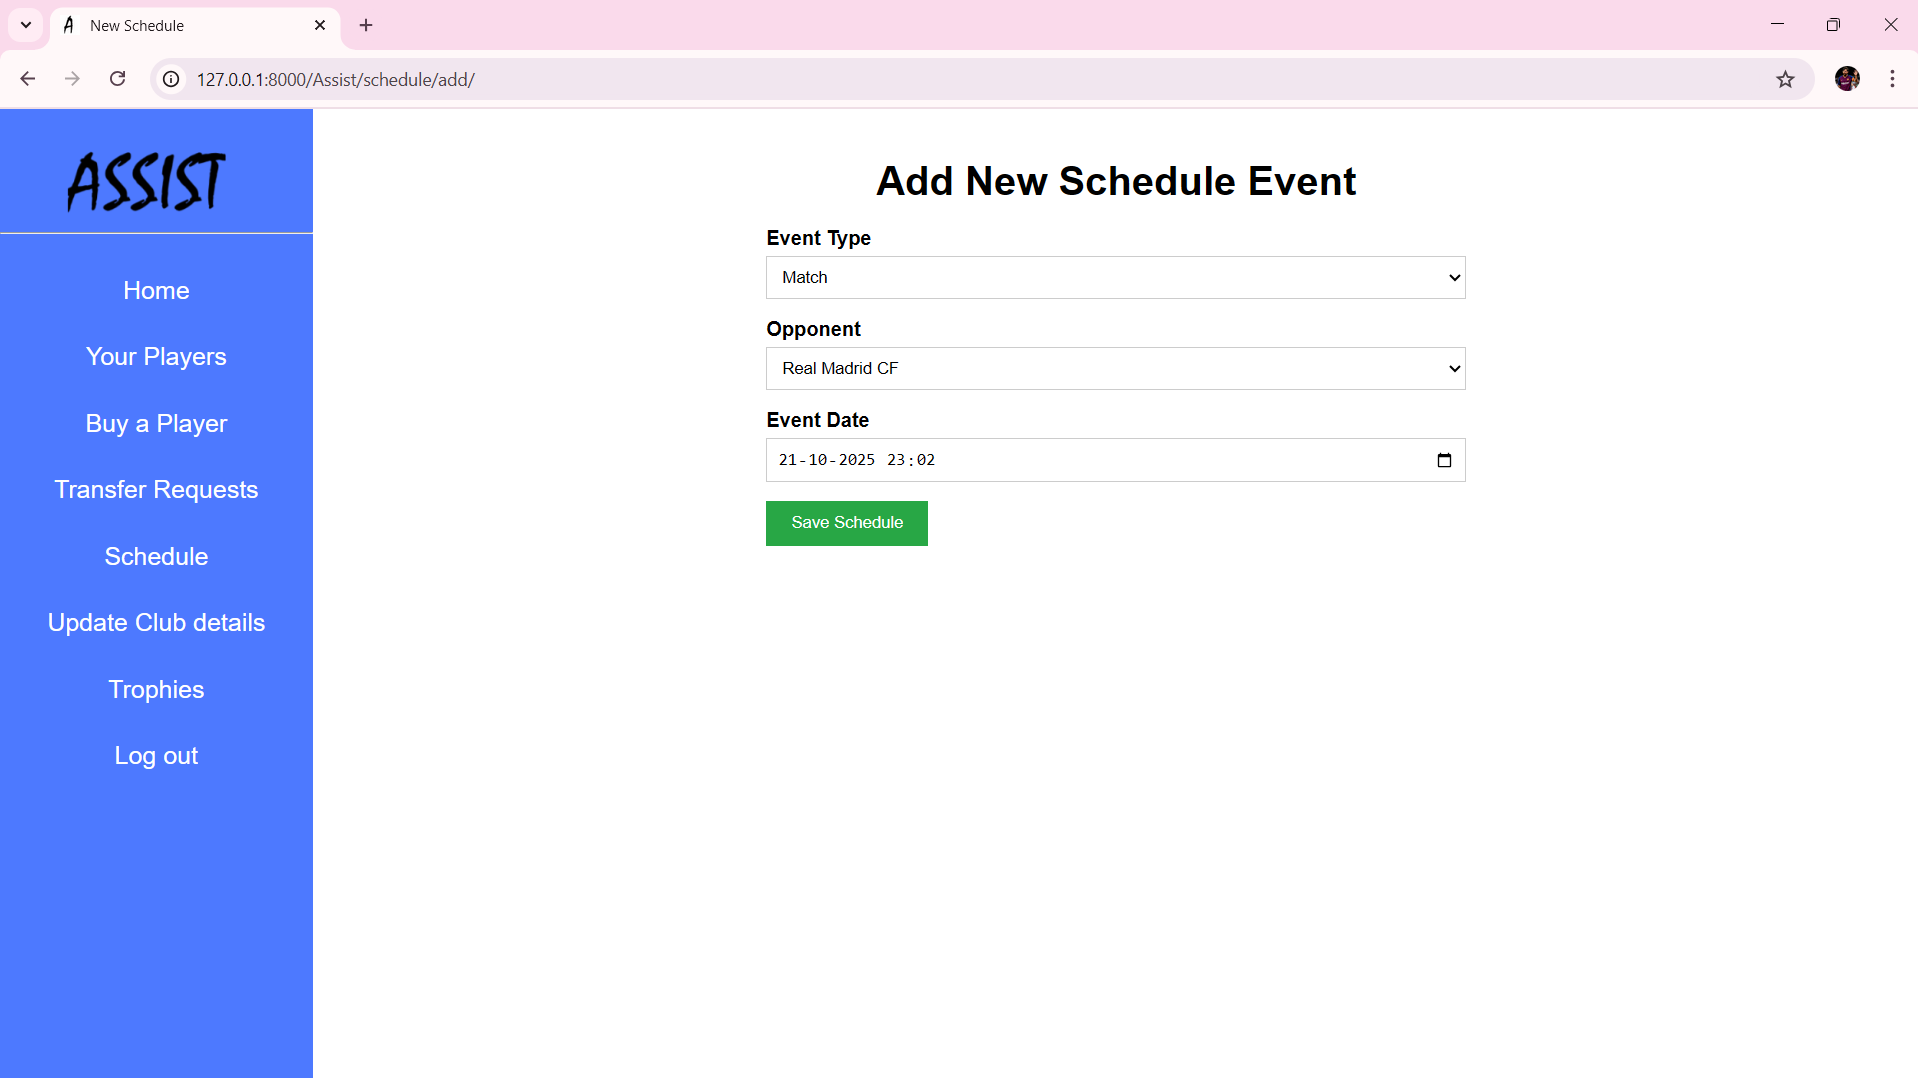 New Schedule
127.0.0.1:8000/Assist/schedule/add/
ASSIST
Home
Your Players
Buy a Player
Transfer Requests
Schedule
Update Club details
Trophies
Log out
Add New Schedule Event
Event Type
Match
Opponent
Real Madrid CF
Event Date
21-10-2025 23:02
Save Schedule